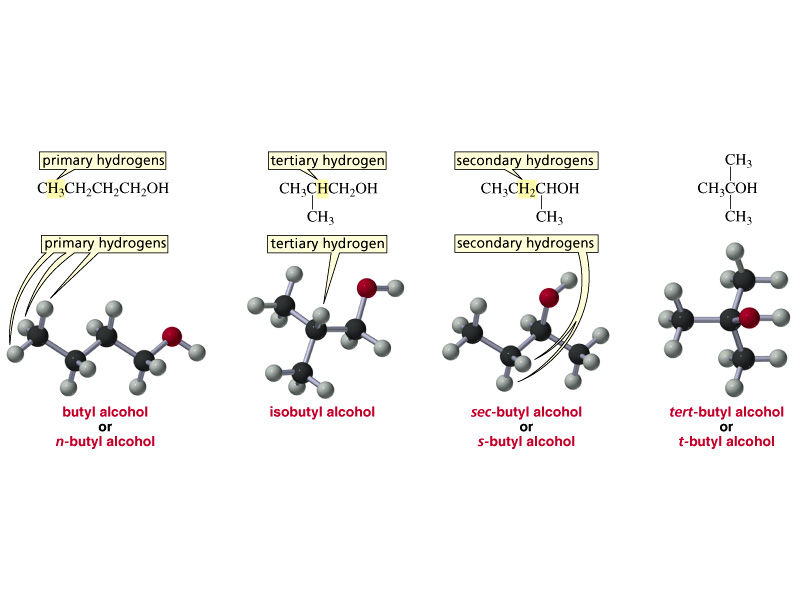 primary hydrogens
CH₃CH₂CH₂CH₂OH
primary hydrogens
butyl alcohol
or
n-butyl alcohol
tertiary hydrogen
CH₃CHCH₂OH
CH₃
tertiary hydrogen
isobutyl alcohol
secondary hydrogens
CH₃CH₂CHOH
CH₃
secondary hydrogens
sec-butyl alcohol
or
s-butyl alcohol
CH₃
CH₃COH
CH₃
tert-butyl alcohol
or
t-butyl alcohol